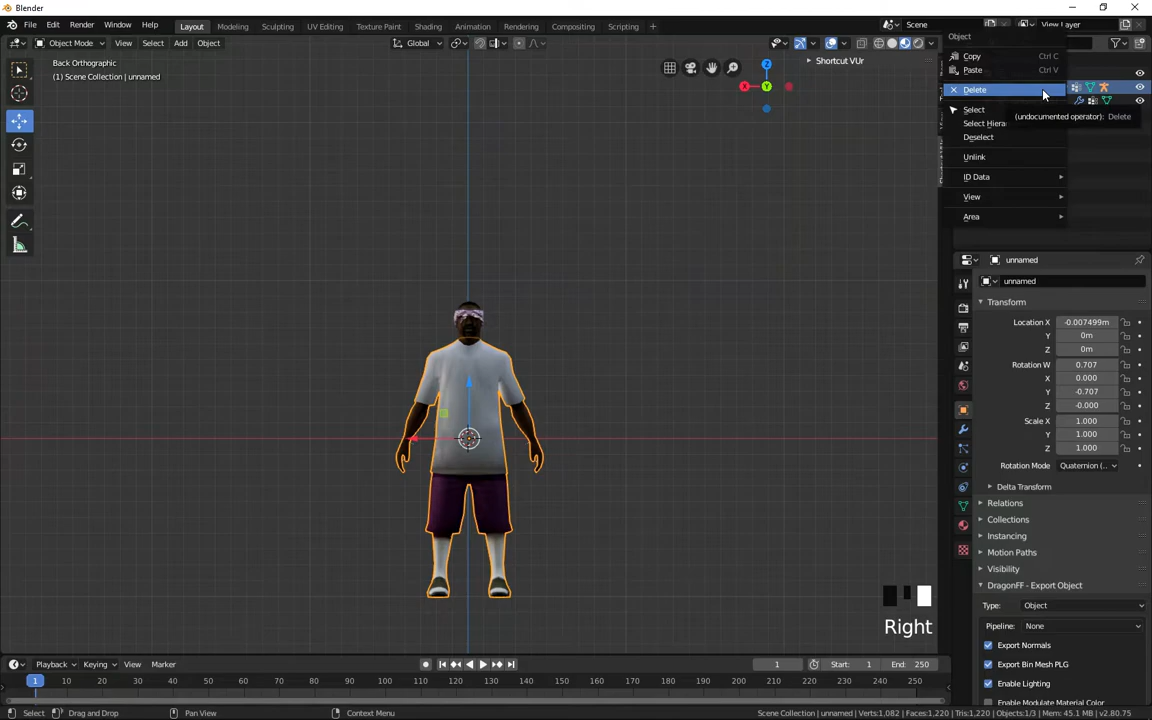 Blender
File Edit Render Window Help
Layout Modeling Sculpting UV Editing Texture Paint Shading Animation Rendering Compositing Scripting +
Scene
View Layer
Object Mode View Select Add Object
Global
Back Orthographic
(1) Scene Collection | unnamed
Z
X
Y
Shortcut VUr
Object
Copy Ctrl C
Paste Ctrl V
Delete
(undocumented operator): Delete
Select
Select Hierar
Deselect
Unlink
ID Data
View
Area
unnamed
unnamed
Transform
Location X -0.007499m
Y 0m
Z 0m
Rotation W 0.707
X 0.000
Y -0.707
Z -0.000
Scale X 1.000
Y 1.000
Z 1.000
Rotation Mode Quaternion (..
Delta Transform
Relations
Collections
Instancing
Motion Paths
Visibility
DragonFF - Export Object
Type: Object
Pipeline: None
Export Normals
Export Bin Mesh PLG
Enable Lighting
Enable Modulate Material Color
Right
Playback Keying View Marker
1 Start: 1 End: 250
1 10 20 30 40 50 60 70 80 90 100 110 120 130 140 150 160 170 180 190 200 210 220 230 240 250
Select Drag and Drop Pan View Context Menu
Scene Collection | unnamed | Verts:1,082 | Faces:1,220 | Tris:1,220 | Objects:1/3 | Mem: 45.1 MB | v2.80.75